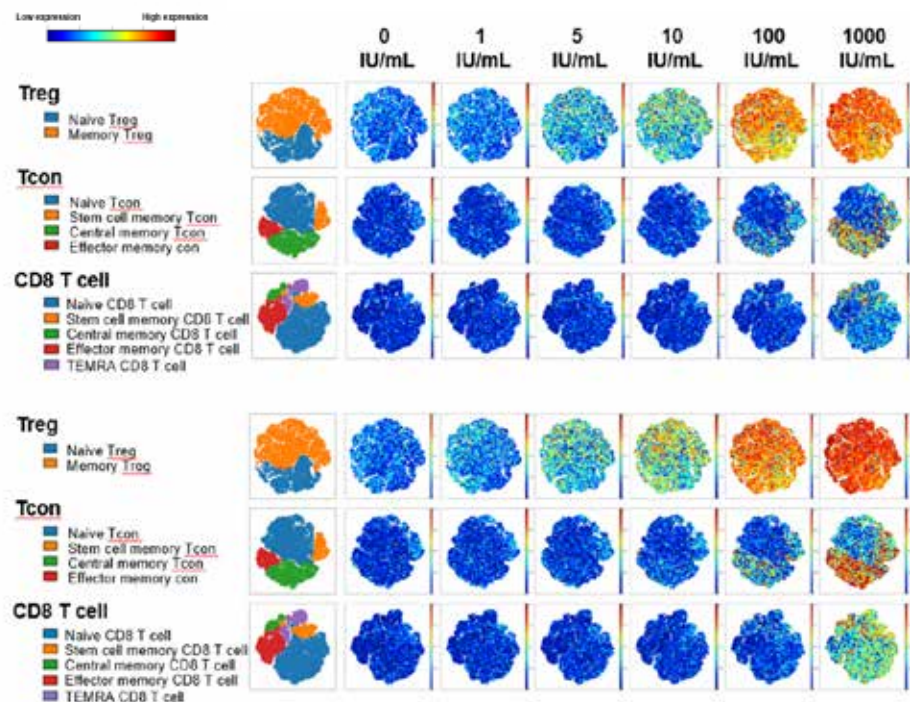 Low expression High expression
0 1 5 10 100 1000
IU/mL IU/mL IU/mL IU/mL IU/mL IU/mL
Treg
Naive Treg
Memory Treg
Tcon
Naive Tcon
Stem cell memory Tcon
Central memory Tcon
Effector memory con
CD8 T cell
Naive CD8 T cell
Stem cell memory CD8 T cell
Central memory CD8 T cell
Effector memory CD8 T cell
TEMRA CD8 T cell
Treg
Naive Treg
Memory Treg
Tcon
Naive Tcon
Stem cell memory Tcon
Central memory Tcon
Effector memory con
CD8 T cell
Naive CD8 T cell
Stem cell memory CD8 T cell
Central memory CD8 T cell
Effector memory CD8 T cell
TEMRA CD8 T cell